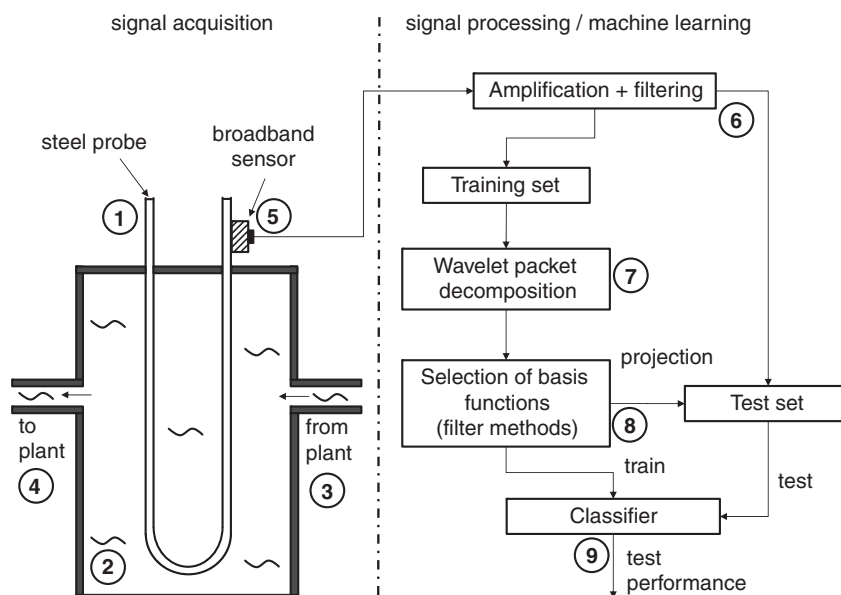 signal acquisition
signal processing / machine learning
Amplification + filtering
6
broadband
sensor
steel probe
1
5
Training set
Wavelet packet
decomposition
7
projection
Selection of basis
functions
(filter methods)
8
Test set
to
plant
4
from
plant
3
train
test
Classifier
2
9
test
performance